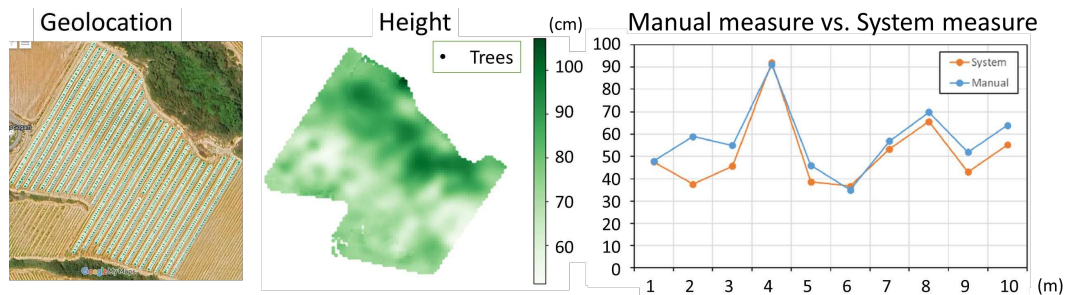 Geolocation
Google My Maps
Height
(cm)
Trees
100
90
80
70
60
Manual measure vs. System measure
100
90
80
70
60
50
40
30
20
10
0
System
Manual
1 2 3 4 5 6 7 8 9 10 (m)